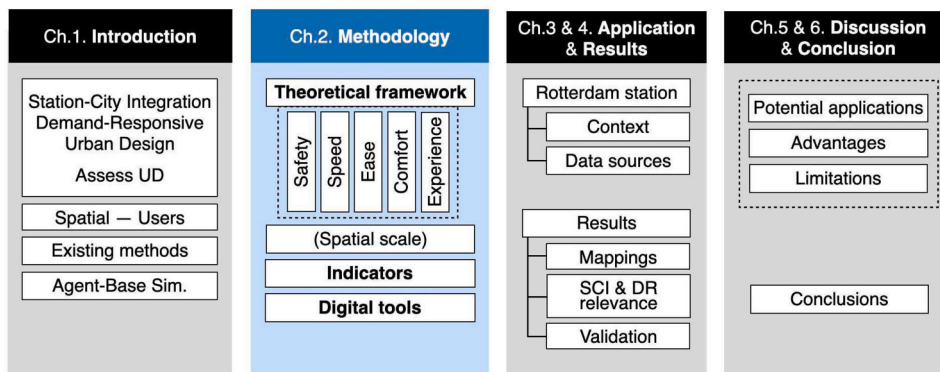 Ch.1. Introduction
Station-City Integration
Demand-Responsive
Urban Design
Assess UD
Spatial — Users
Existing methods
Agent-Base Sim.
Ch.2. Methodology
Theoretical framework
Safety
Speed
Ease
Comfort
Experience
(Spatial scale)
Indicators
Digital tools
Ch.3 & 4. Application
& Results
Rotterdam station
Context
Data sources
Results
Mappings
SCI & DR
relevance
Validation
Ch.5 & 6. Discussion
& Conclusion
Potential applications
Advantages
Limitations
Conclusions